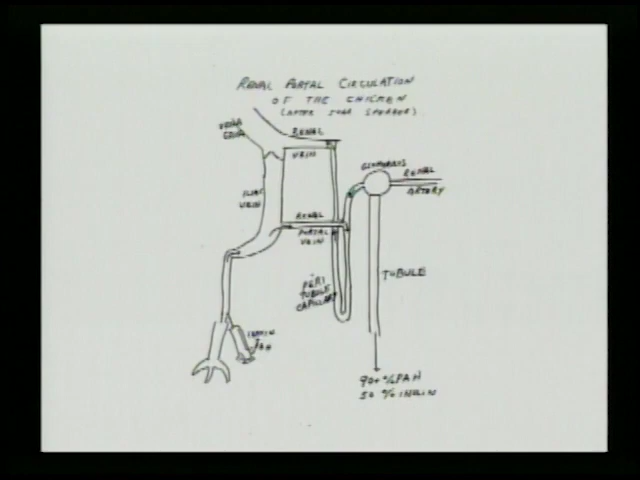 RENAL PORTAL CIRCULATION
OF THE CHICKEN
(AFTER
VENA
CAVA
RENAL
VEIN
GLOMERULUS
RENAL
ARTERY
ILIAC
VEIN
RENAL
PORTAL
VEIN
TUBULE
PERI
TUBULE
CAPILLARY
90+ % PAH
50 % INULIN